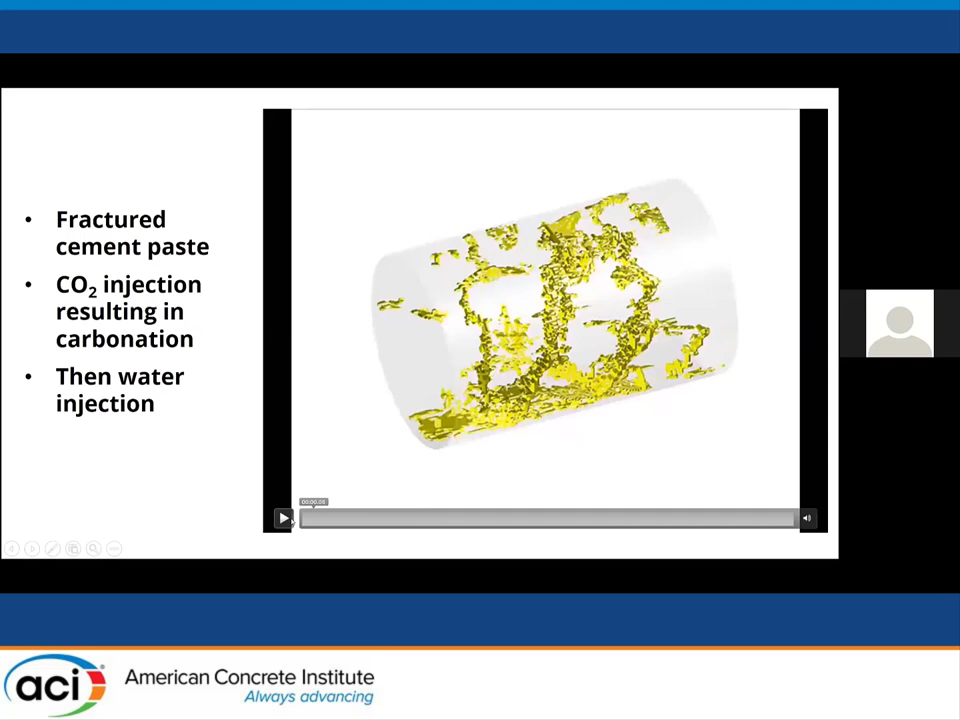 • Fractured
cement paste
• CO₂ injection
resulting in
carbonation
• Then water
injection
aci
American Concrete Institute
Always advancing